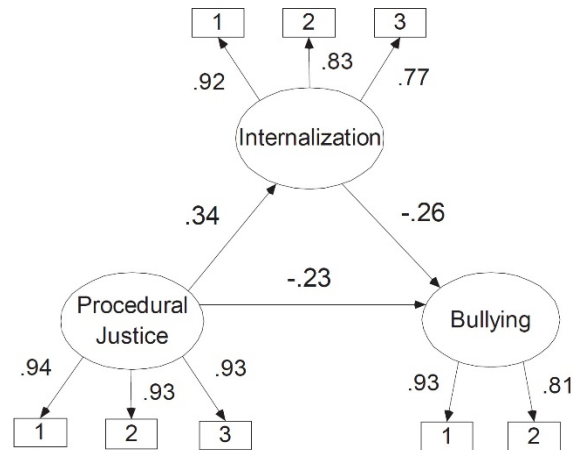 1 2 3
.92 .83 .77
Internalization
.34 -.26
-.23
Procedural
Justice
Bullying
.94 .93 .93 .93 .81
1 2 3 1 2